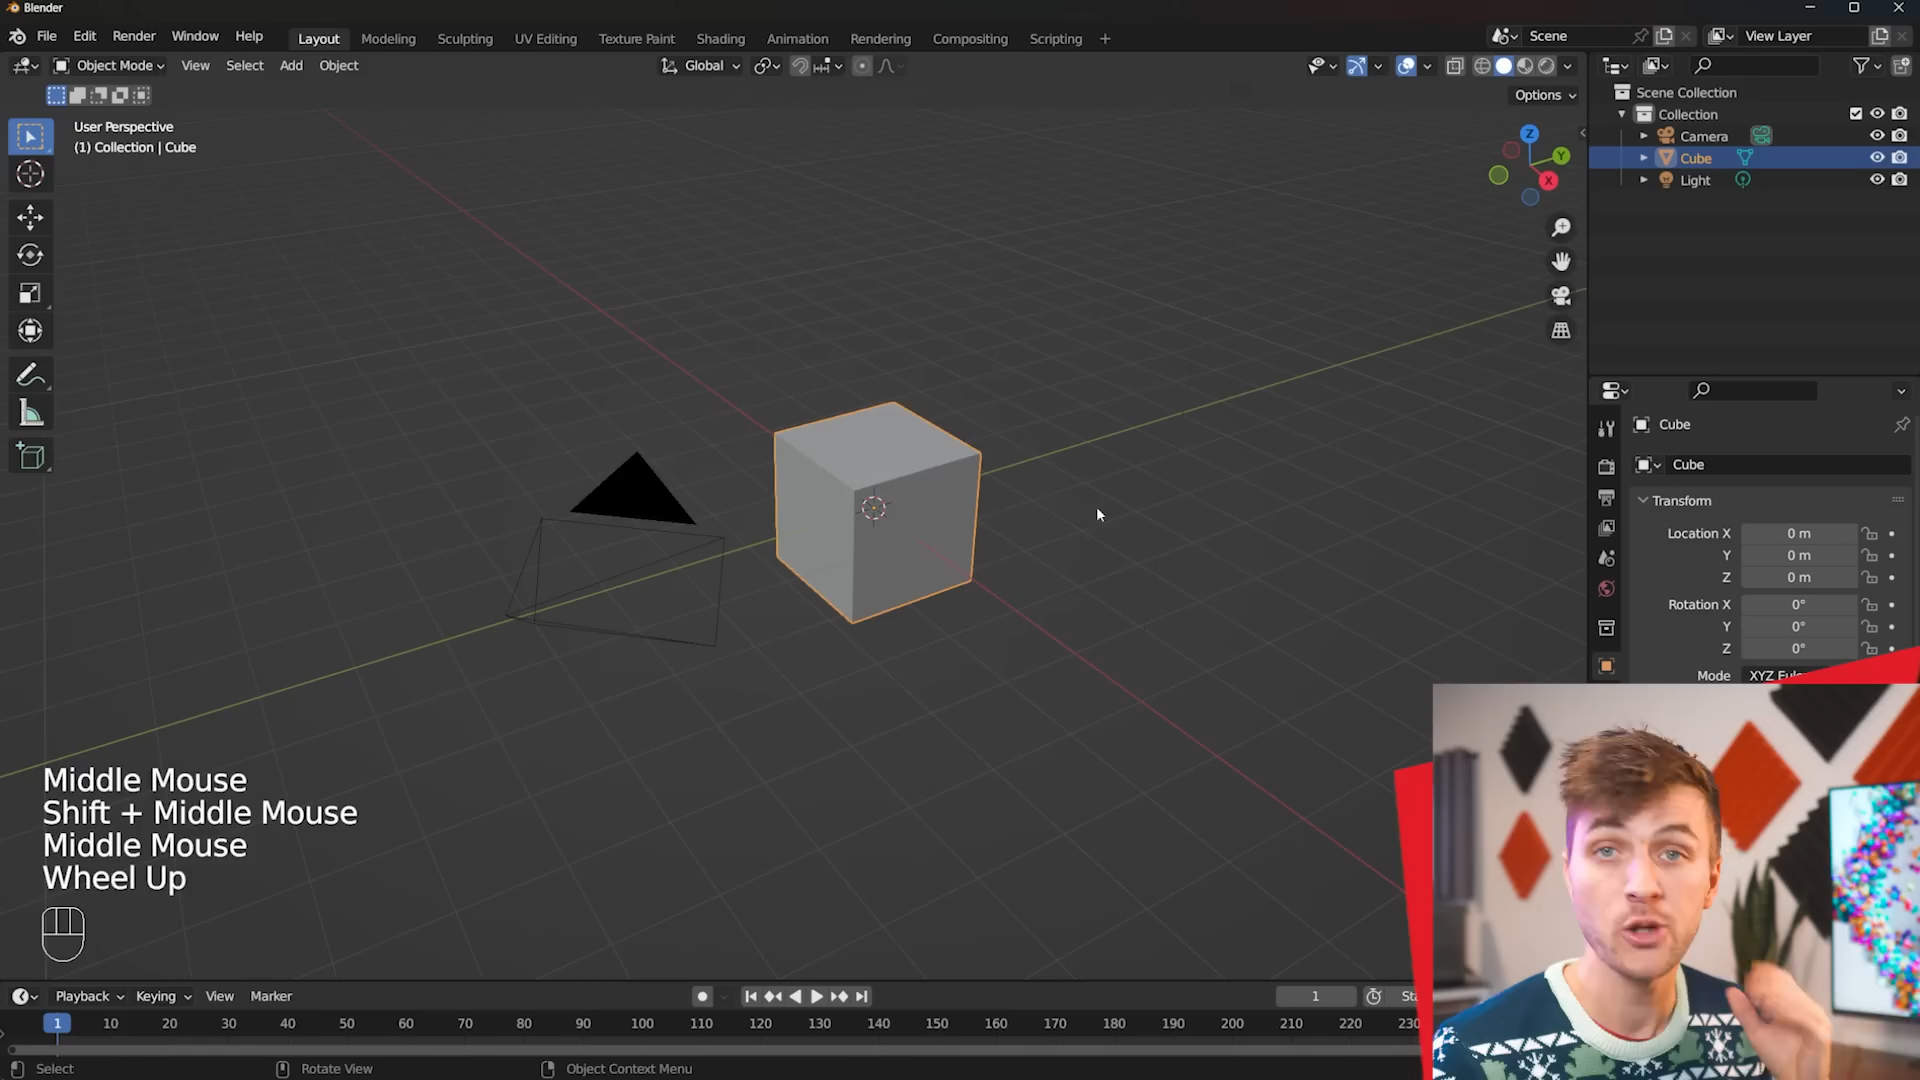 Blender
File Edit Render Window Help Layout Modeling Sculpting UV Editing Texture Paint Shading Animation Rendering Compositing Scripting + Scene View Layer
Object Mode View Select Add Object Global
Options
User Perspective
(1) Collection | Cube
Z
Y
X
Scene Collection
Collection
Camera
Cube
Light
Cube
Cube
Transform
Location X 0 m
Y 0 m
Z 0 m
Rotation X 0°
Y 0°
Z 0°
Mode XYZ
Middle Mouse
Shift + Middle Mouse
Middle Mouse
Wheel Up
Playback Keying View Marker 1
1 10 20 30 40 50 60 70 80 90 100 110 120 130 140 150 160 170 180 190 200 210 220 230
Select Rotate View Object Context Menu